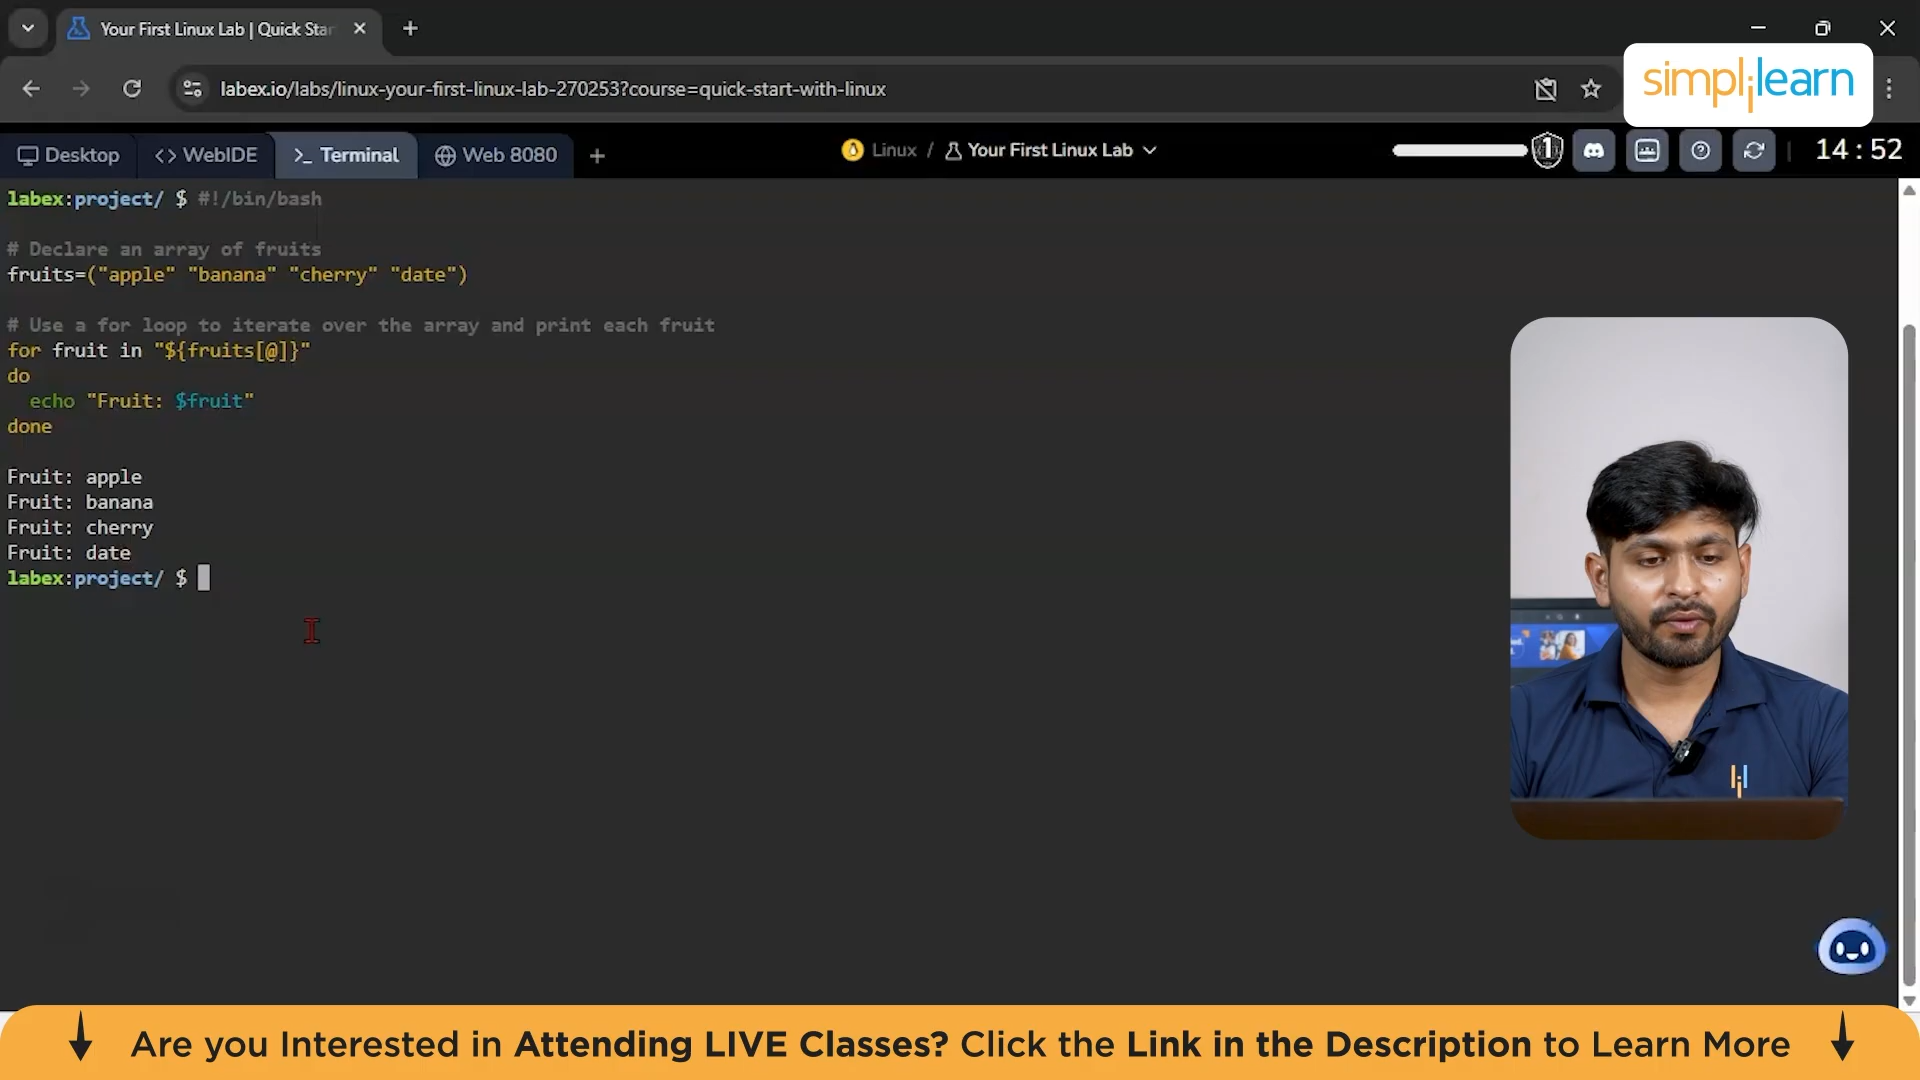 Your First Linux Lab | Quick Star
simplilearn
labex.io/labs/linux-your-first-linux-lab-270253?course=quick-start-with-linux
Desktop
<> WebIDE
>_ Terminal
Web 8080
+
Linux / Your First Linux Lab
1
14 : 52
labex:project/ $ #!/bin/bash
# Declare an array of fruits
fruits=("apple" "banana" "cherry" "date")
# Use a for loop to iterate over the array and print each fruit
for fruit in "${fruits[@]}"
do
echo "Fruit: $fruit"
done
Fruit: apple
Fruit: banana
Fruit: cherry
Fruit: date
labex:project/ $
Are you Interested in Attending LIVE Classes? Click the Link in the Description to Learn More